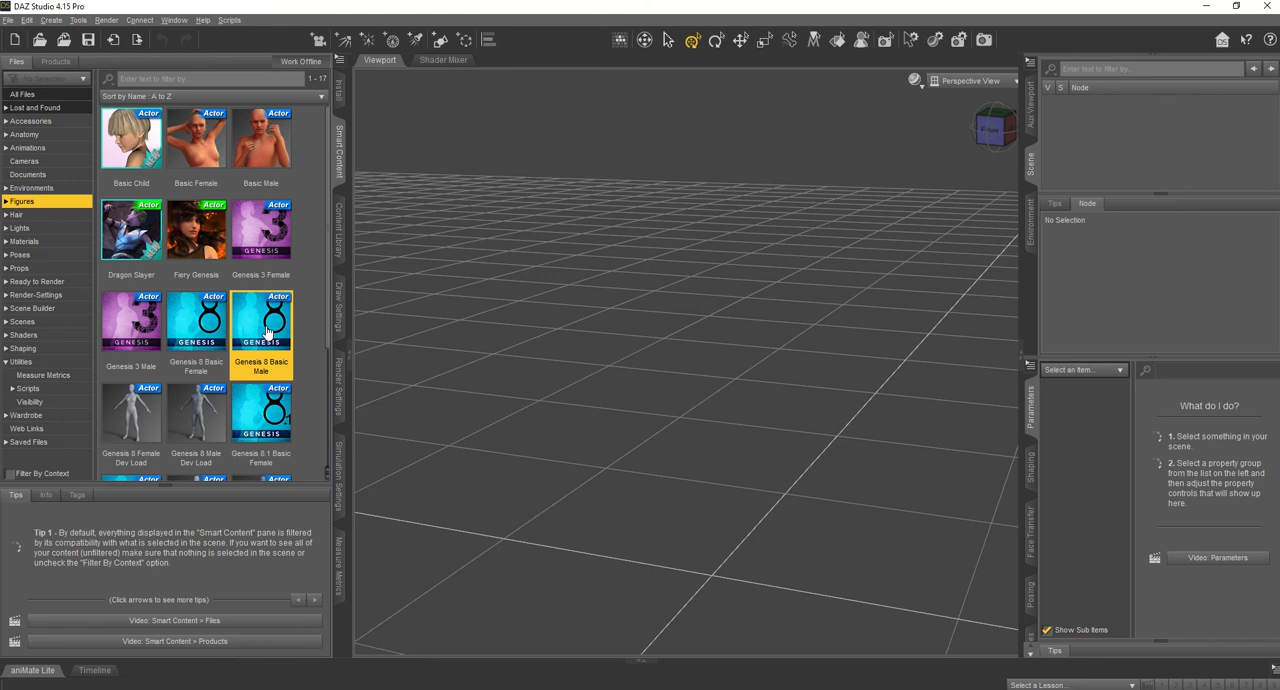 DAZ Studio 4.15 Pro
File Edit Create Tools Render Connect Window Help Scripts
Files Products Work Offline
Viewport Shader Mixer
No Selection
Enter text to filter by...
1 - 17
Sort by Name : A to Z
All Files
Lost and Found
Accessories
Anatomy
Animations
Cameras
Documents
Environments
Figures
Hair
Lights
Materials
Poses
Props
Ready to Render
Render-Settings
Scene Builder
Scenes
Shaders
Shaping
Utilities
Measure Metrics
Scripts
Visibility
Wardrobe
Web Links
Saved Files
Filter By Context
Actor Actor Actor
Basic Child Basic Female Basic Male
Actor Actor Actor
3 GENESIS
Dragon Slayer Fiery Genesis Genesis 3 Female
Actor Actor Actor
3 GENESIS 8 GENESIS 8 GENESIS
Genesis 3 Male Genesis 8 Basic Female Genesis 8 Basic Male
Actor Actor Actor
8.1 GENESIS
Genesis 8 Female Dev Load Genesis 8 Male Dev Load Genesis 8.1 Basic Female
Actor Actor Actor
Install
Smart Content
Content Library
Draw Settings
Render Settings
Simulation Settings
Measure Metrics
Tips Info Tags
Tip 1 - By default, everything displayed in the "Smart Content" pane is filtered
by its compatibility with what is selected in the scene. If you want to see all of
your content (unfiltered) make sure that nothing is selected in the scene or
uncheck the "Filter By Context" option.
(Click arrows to see more tips)
Video: Smart Content > Files
Video: Smart Content > Products
aniMate Lite Timeline
Perspective View
Front
Aux Viewport
Scene
Environment
Enter text to filter by...
V S Node
Tips Node
No Selection
Parameters
Shaping
Face Transfer
Posing
Select an Item...
What do I do?
1. Select something in your
scene.
2. Select a property group
from the list on the left and
then adjust the property
controls that will show up
here.
Video: Parameters
Show Sub Items
Tips
Select a Lesson...